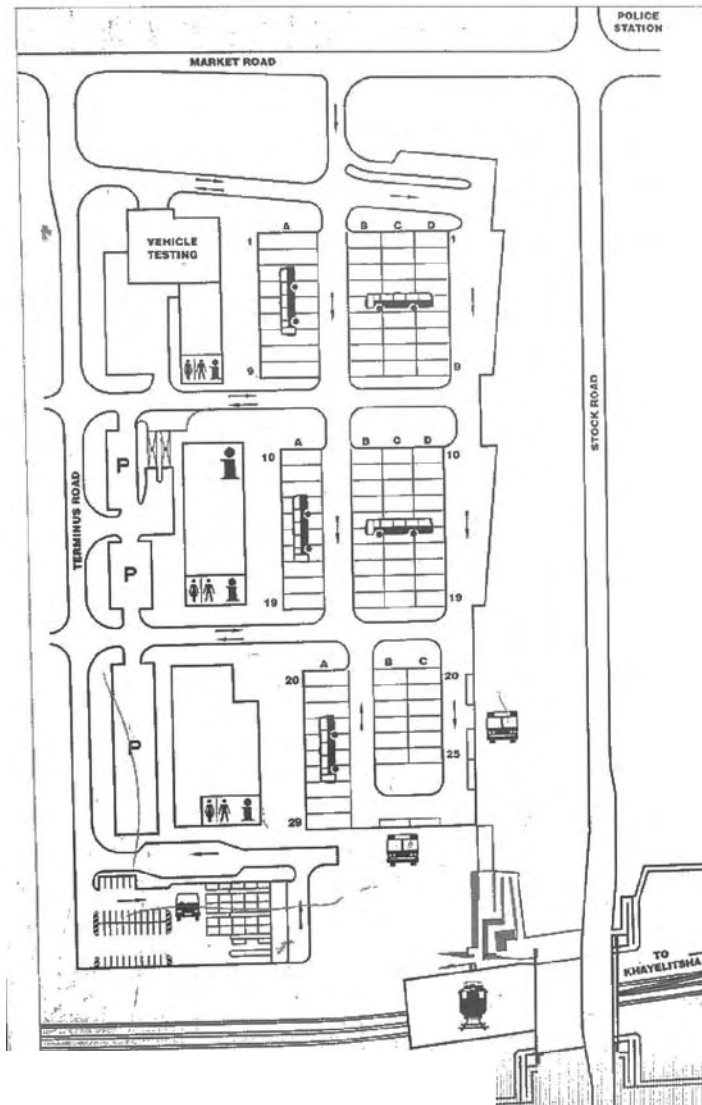 POLICE
STATION
MARKET ROAD
VEHICLE
TESTING
A
B C D
1
1
9
9
STOCK ROAD
TERMINUS ROAD
P
A
B C D
10
10
i
19
19
P
A
B C
20
20
P
25
29
TO
KHAYELITSHA